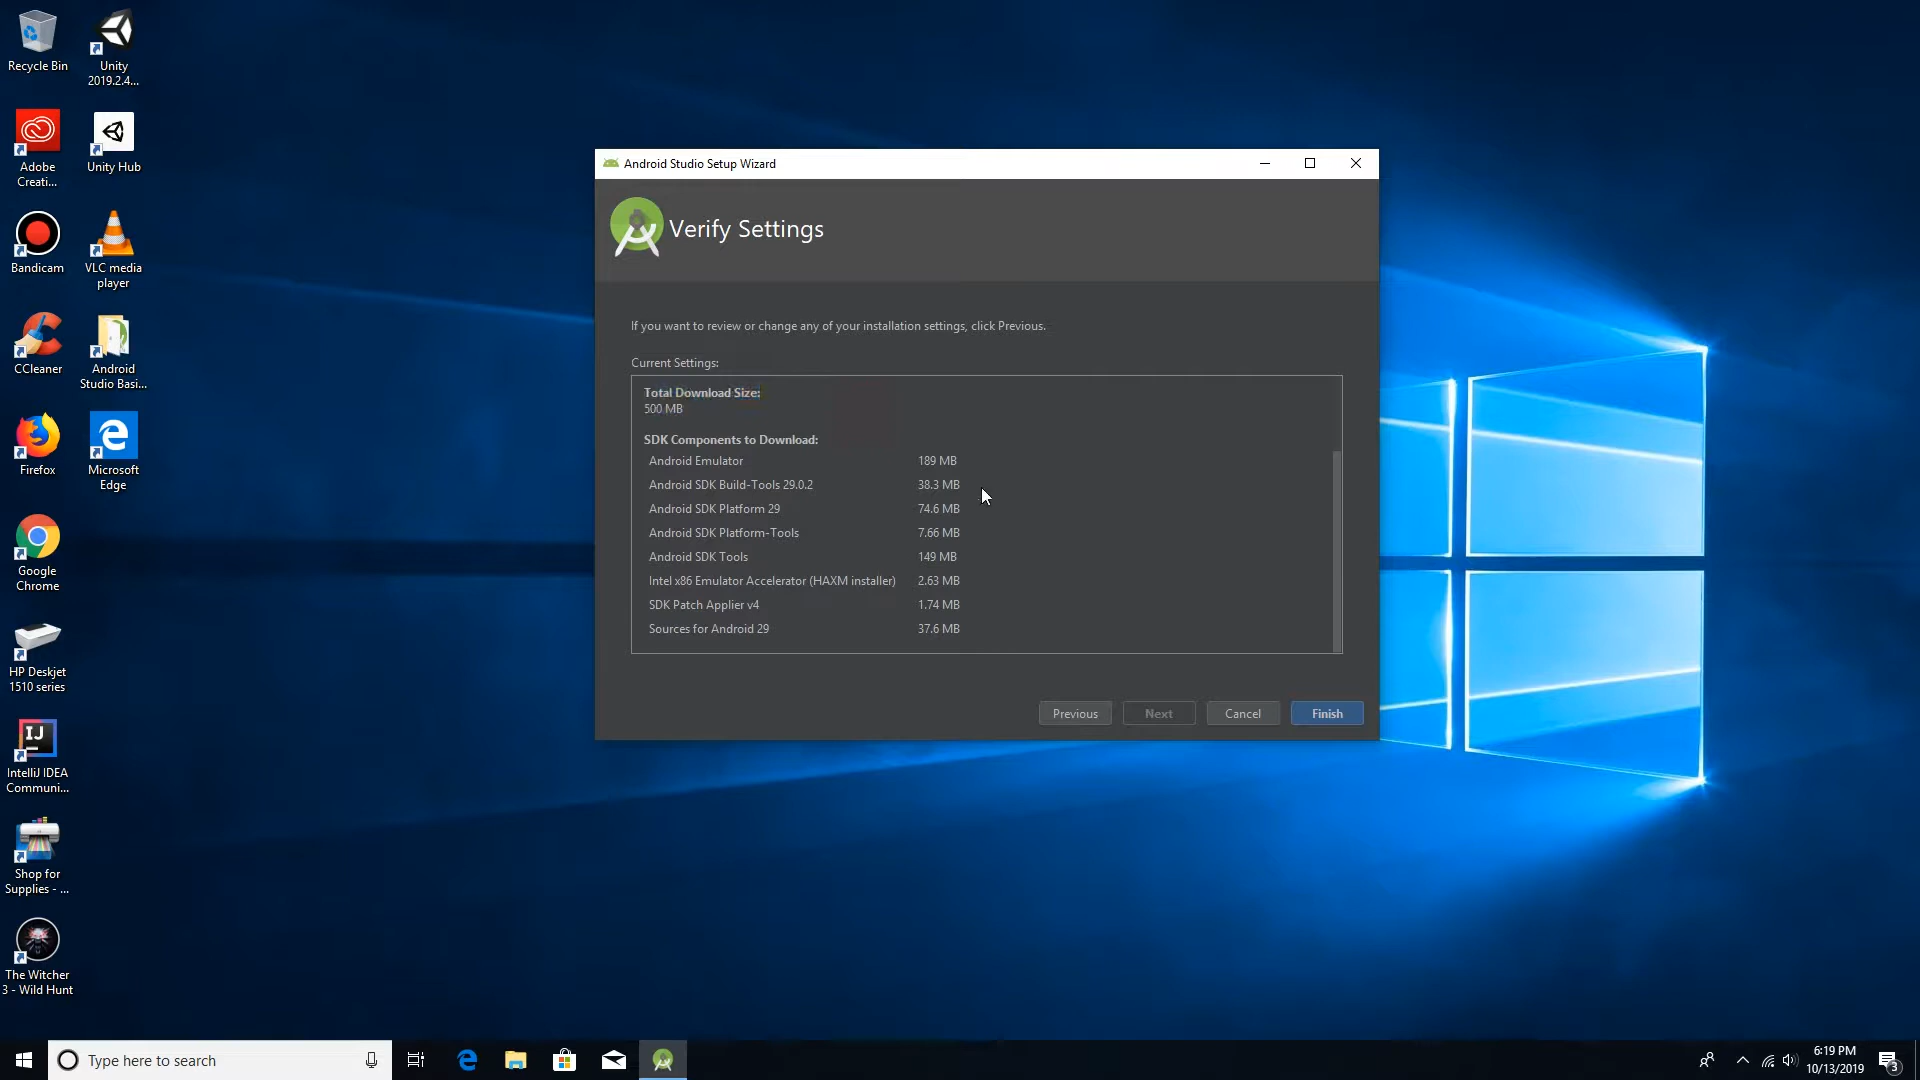 Recycle Bin
Unity
2019.2.4...
Adobe
Creati...
Unity Hub
Bandicam
VLC media
player
CCleaner
Android
Studio Basi...
Firefox
Microsoft
Edge
Google
Chrome
HP Deskjet
1510 series
IJ
IntelliJ IDEA
Communi...
Shop for
Supplies - ...
The Witcher
3 - Wild Hunt
Android Studio Setup Wizard
Verify Settings
If you want to review or change any of your installation settings, click Previous.
Current Settings:
Total Download Size:
500 MB
SDK Components to Download:
Android Emulator 189 MB
Android SDK Build-Tools 29.0.2 38.3 MB
Android SDK Platform 29 74.6 MB
Android SDK Platform-Tools 7.66 MB
Android SDK Tools 149 MB
Intel x86 Emulator Accelerator (HAXM installer) 2.63 MB
SDK Patch Applier v4 1.74 MB
Sources for Android 29 37.6 MB
Previous Next Cancel Finish
Type here to search
6:19 PM
10/13/2019
3